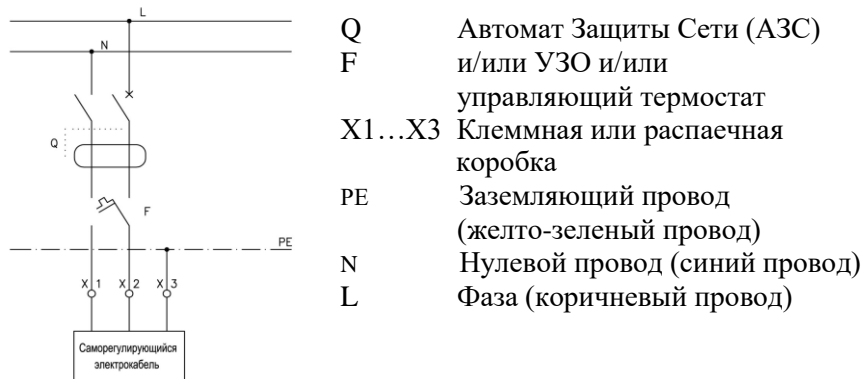 L
N
Q
F
PE
X 1 X 2 X 3
Саморегулирующийся
электрокабель
Q Автомат Защиты Сети (АЗС)
F и/или УЗО и/или
управляющий термостат
X1…X3 Клеммная или распаечная
коробка
PE Заземляющий провод
(желто-зеленый провод)
N Нулевой провод (синий провод)
L Фаза (коричневый провод)